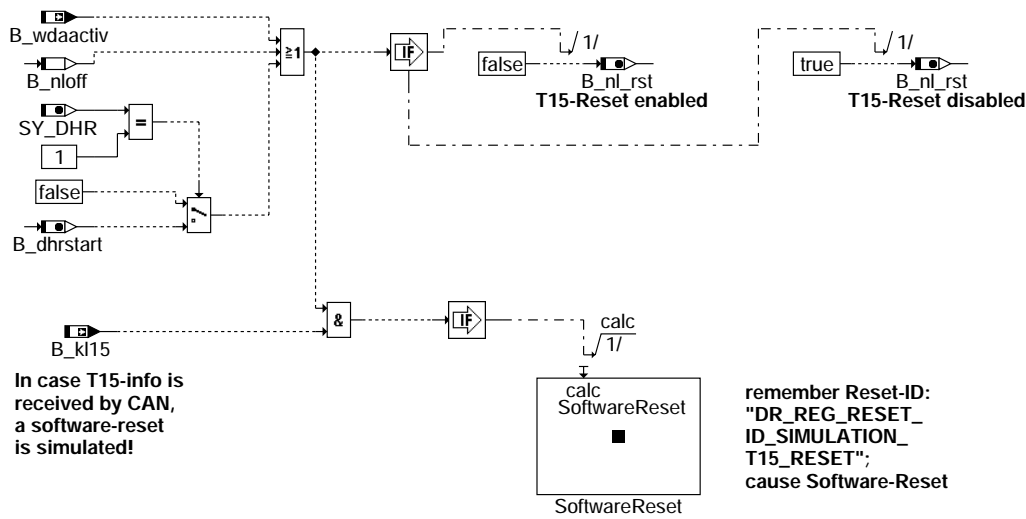 B_wdaactiv
B_nloff
SY_DHR
=
1
false
B_dhrstart
≥1
IF
1/
false
B_nl_rst
T15-Reset enabled
1/
true
B_nl_rst
T15-Reset disabled
B_kl15
&
IF
calc
1/
In case T15-info is
received by CAN,
a software-reset
is simulated!
calc
SoftwareReset
SoftwareReset
remember Reset-ID:
"DR_REG_RESET_
ID_SIMULATION_
T15_RESET";
cause Software-Reset